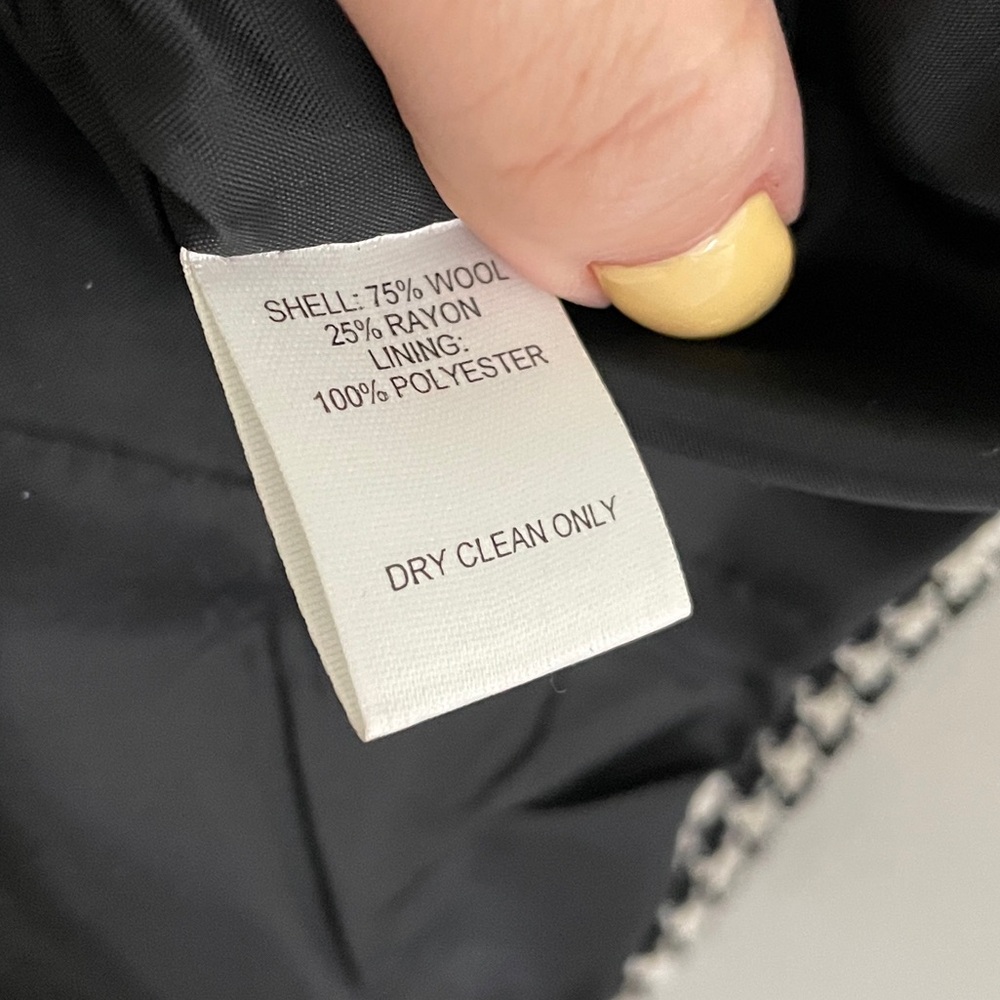 SHELL: 75% WOOL
25% RAYON
LINING:
100% POLYESTER
DRY CLEAN ONLY